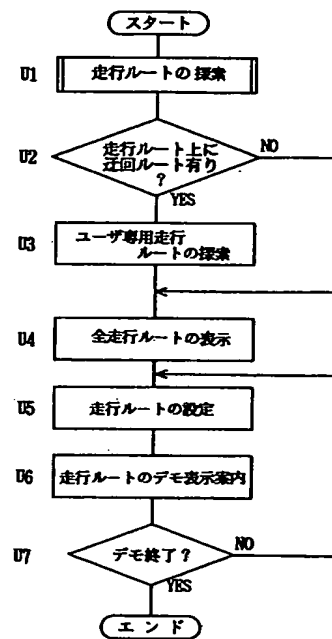 スタート
U1 走行ルートの探索
U2 走行ルート上に
迂回ルート有り
?
NO
YES
U3 ユーザ専用走行
ルートの探索
U4 全走行ルートの表示
U5 走行ルートの設定
U6 走行ルートのデモ表示案内
U7 デモ終了?
NO
YES
エンド